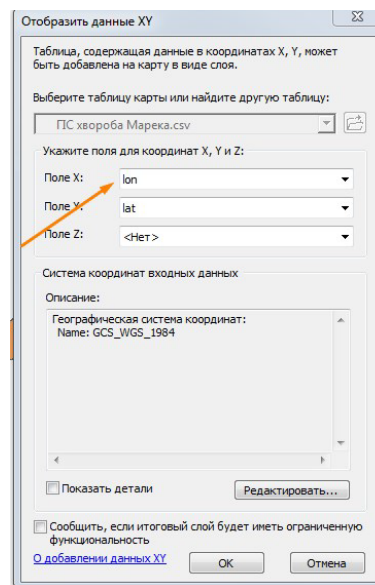 Отобразить данные XY
Таблица, содержащая данные в координатах X, Y, может
быть добавлена на карту в виде слоя.
Выберите таблицу карты или найдите другую таблицу:
ГІС хвороба Марека.csv
Укажите поля для координат X, Y и Z:
Поле X:
lon
Поле Y:
lat
Поле Z:
<Нет>
Система координат входных данных
Описание:
Географическая система координат:
Name: GCS_WGS_1984
Показать детали
Редактировать...
Сообщить, если итоговый слой будет иметь ограниченную
функциональность
О добавлении данных XY
ОК
Отмена